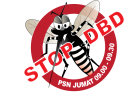 STOP DBD
PSN JUMAT 09.00 - 09.30